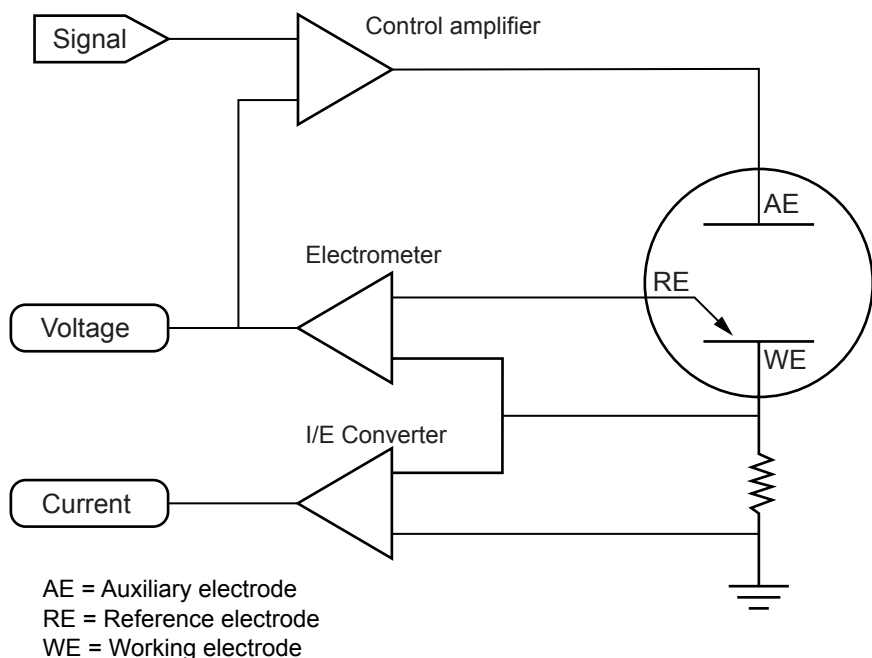 Signal
Control amplifier
AE
Electrometer
RE
Voltage
WE
I/E Converter
Current
AE = Auxiliary electrode
RE = Reference electrode
WE = Working electrode